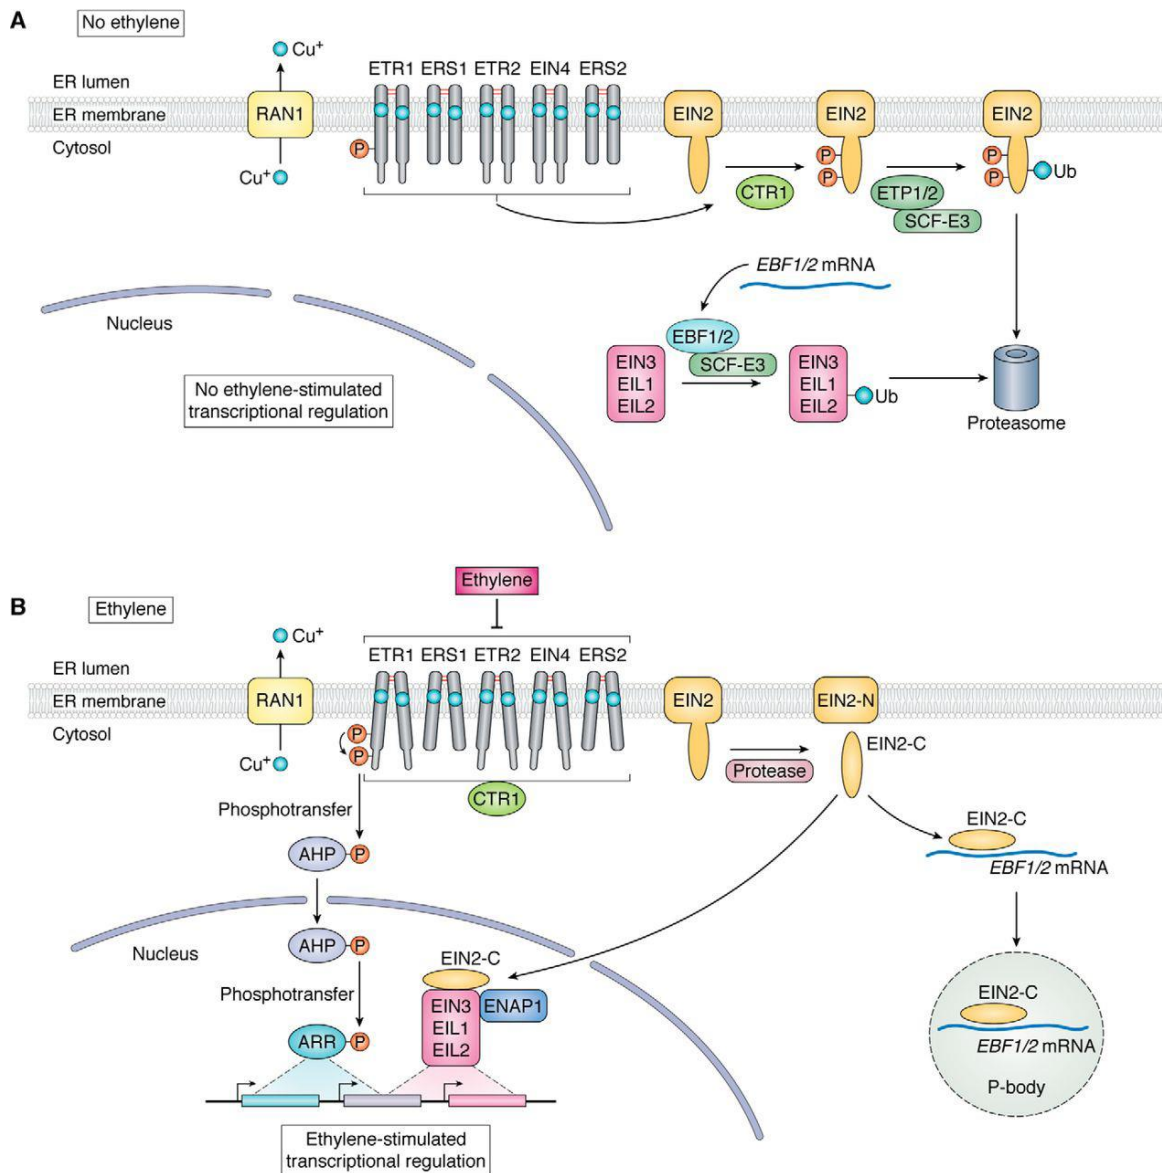 A
No ethylene
Cu⁺
ETR1 ERS1 ETR2 EIN4 ERS2
ER lumen
ER membrane
Cytosol
RAN1
EIN2
EIN2
EIN2
P
P
P
P
P
Ub
Cu⁺
CTR1
ETP1/2
SCF-E3
EBF1/2 mRNA
Nucleus
EBF1/2
SCF-E3
EIN3
EIL1
EIL2
EIN3
EIL1
EIL2
Ub
No ethylene-stimulated
transcriptional regulation
Proteasome
B
Ethylene
Ethylene
Cu⁺
ETR1 ERS1 ETR2 EIN4 ERS2
ER lumen
ER membrane
Cytosol
RAN1
EIN2
EIN2-N
P
P
EIN2-C
Cu⁺
Protease
CTR1
Phosphotransfer
AHP
P
EIN2-C
EBF1/2 mRNA
Nucleus
AHP
P
EIN2-C
Phosphotransfer
EIN3
EIL1
EIL2
ENAP1
ARR
P
EIN2-C
EBF1/2 mRNA
P-body
Ethylene-stimulated
transcriptional regulation